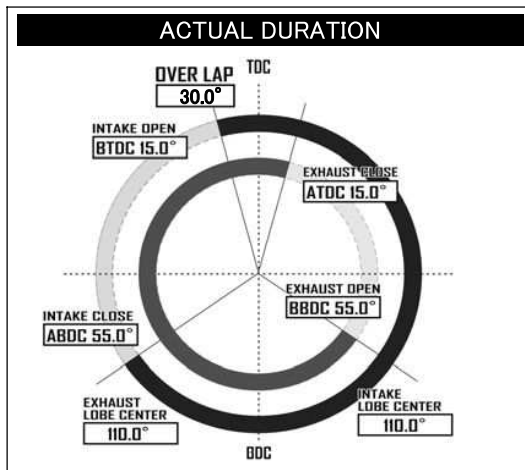 ACTUAL DURATION
TDC
OVER LAP
30.0°
INTAKE OPEN
BTDC 15.0°
EXHAUST CLOSE
ATDC 15.0°
EXHAUST OPEN
BBDC 55.0°
INTAKE CLOSE
ABDC 55.0°
EXHAUST
LOBE CENTER
110.0°
INTAKE
LOBE CENTER
110.0°
BDC